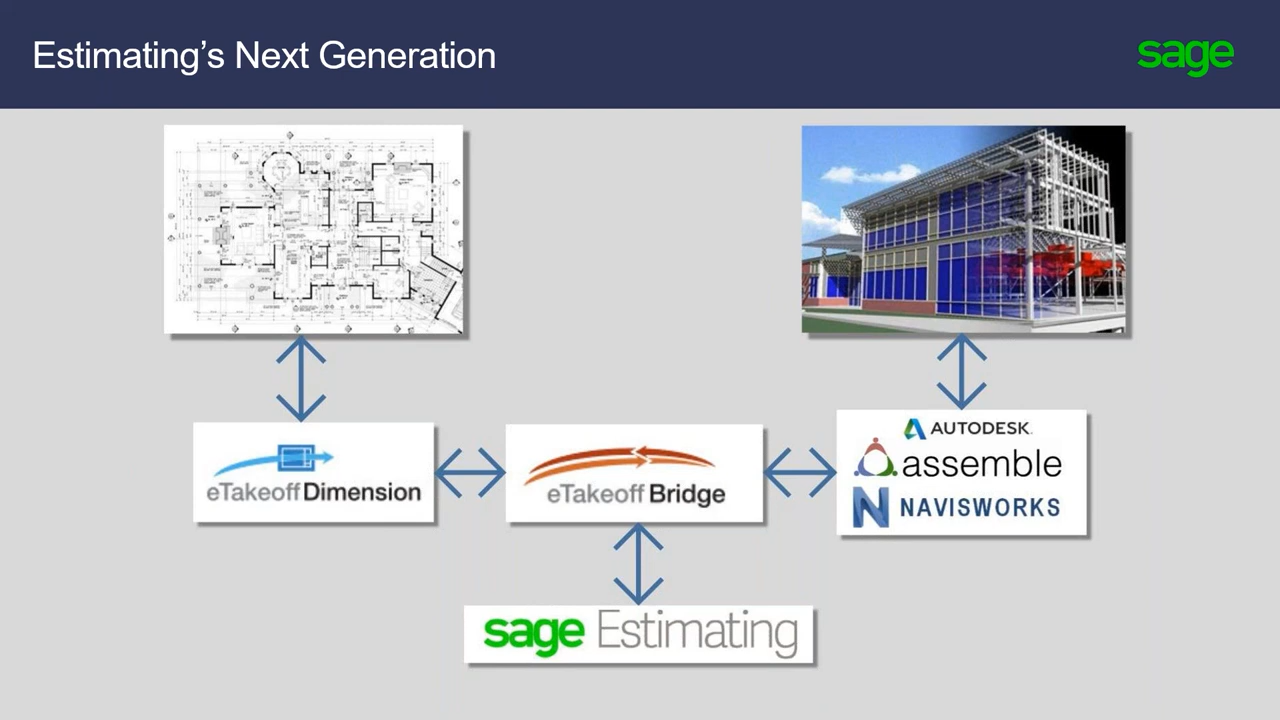 Estimating's Next Generation
sage
AUTODESK.
assemble
NAVISWORKS
eTakeoff Dimension
eTakeoff Bridge
sage Estimating